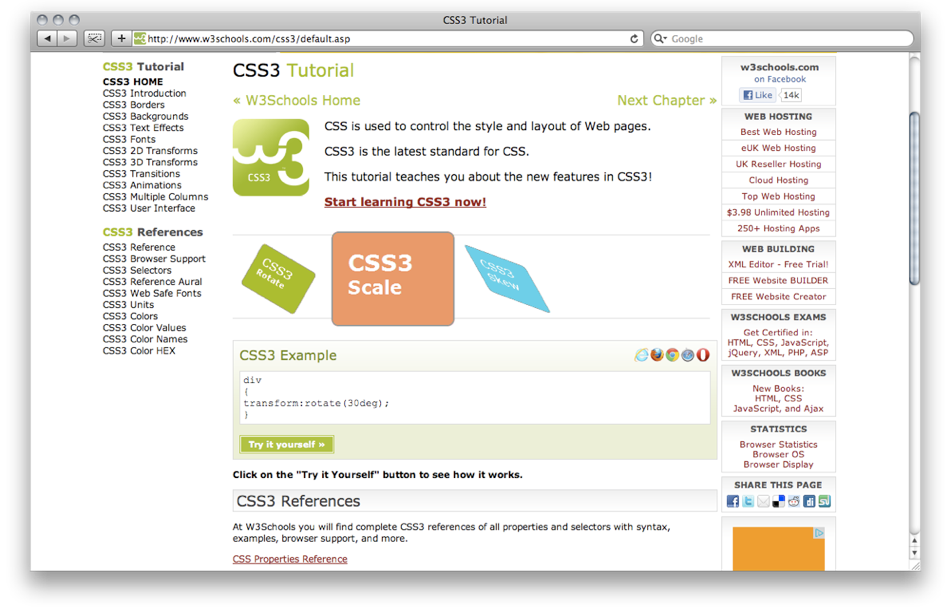 CSS3 Tutorial
http://www.w3schools.com/css3/default.asp
Google
CSS3 Tutorial
CSS3 HOME
CSS3 Introduction
CSS3 Borders
CSS3 Backgrounds
CSS3 Text Effects
CSS3 Fonts
CSS3 2D Transforms
CSS3 3D Transforms
CSS3 Transitions
CSS3 Animations
CSS3 Multiple Columns
CSS3 User Interface
CSS3 References
CSS3 Reference
CSS3 Browser Support
CSS3 Selectors
CSS3 Reference Aural
CSS3 Web Safe Fonts
CSS3 Units
CSS3 Colors
CSS3 Color Values
CSS3 Color Names
CSS3 Color HEX
CSS3 Tutorial
« W3Schools Home
Next Chapter »
w3
CSS3
CSS is used to control the style and layout of Web pages.
CSS3 is the latest standard for CSS.
This tutorial teaches you about the new features in CSS3!
Start learning CSS3 now!
CSS3
Rotate
CSS3
Scale
CSS3
Skew
CSS3 Example
div
{
transform:rotate(30deg);
}
Try it yourself »
Click on the "Try it Yourself" button to see how it works.
CSS3 References
At W3Schools you will find complete CSS3 references of all properties and selectors with syntax,
examples, browser support, and more.
CSS Properties Reference
w3schools.com
on Facebook
Like
14k
WEB HOSTING
Best Web Hosting
eUK Web Hosting
UK Reseller Hosting
Cloud Hosting
Top Web Hosting
$3.98 Unlimited Hosting
250+ Hosting Apps
WEB BUILDING
XML Editor - Free Trial!
FREE Website BUILDER
FREE Website Creator
W3SCHOOLS EXAMS
Get Certified in:
HTML, CSS, JavaScript,
jQuery, XML, PHP, ASP
W3SCHOOLS BOOKS
New Books:
HTML, CSS
JavaScript, and Ajax
STATISTICS
Browser Statistics
Browser OS
Browser Display
SHARE THIS PAGE